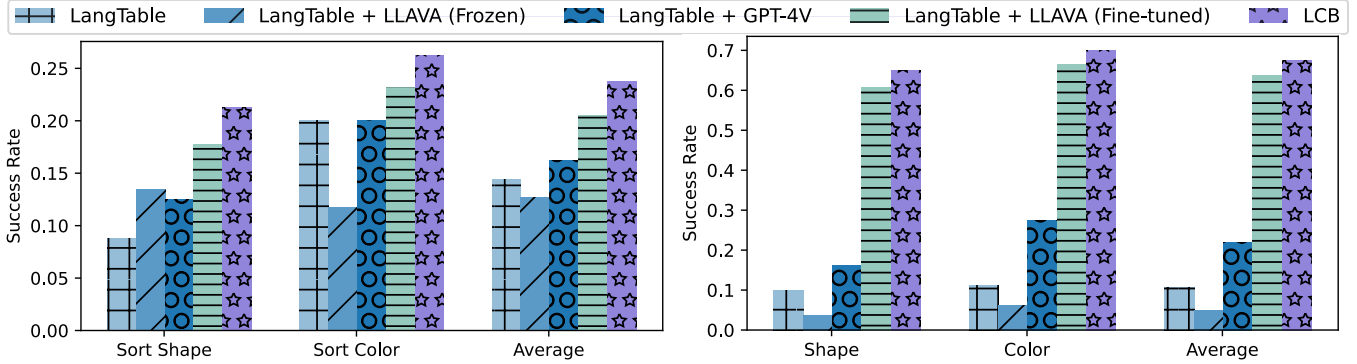 LangTable LangTable + LLAVA (Frozen) LangTable + GPT-4V LangTable + LLAVA (Fine-tuned) LCB
Success Rate
0.25
0.20
0.15
0.10
0.05
0.00
Sort Shape Sort Color Average
Success Rate
0.7
0.6
0.5
0.4
0.3
0.2
0.1
0.0
Shape Color Average